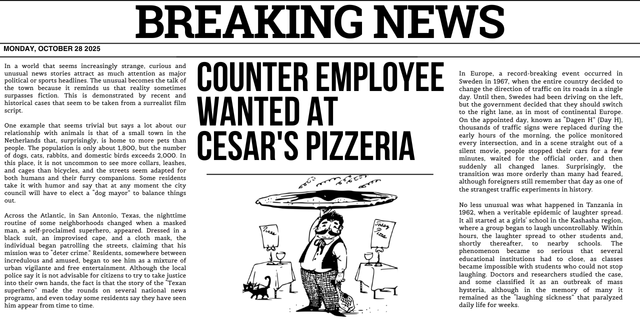 BREAKING NEWS
MONDAY, OCTOBER 28 2025
In a world that seems increasingly strange, curious and
unusual news stories attract as much attention as major
political or sports headlines. The unusual becomes the talk of
the town because it reminds us that reality sometimes
surpasses fiction. This is demonstrated by recent and
historical cases that seem to be taken from a surrealist film
script.
One example that seems trivial but says a lot about our
relationship with animals is that of a small town in the
Netherlands that, surprisingly, is home to more pets than
people. The population is only about 1,800, but the number
of dogs, cats, rabbits, and domestic birds exceeds 2,000. In
this place, it is not uncommon to see more collars, leashes,
and cages than bicycles, and the streets seem adapted for
both humans and their furry companions. Some residents
take it with humor and say that at any moment the city
council will have to elect a "dog mayor" to balance things
out.
Across the Atlantic, in San Antonio, Texas, the nighttime
routine of some neighborhoods changed when a masked
man, a self-proclaimed superhero, appeared. Dressed in a
black suit, an improvised cape, and a cloth mask, the
individual began patrolling the streets, claiming that his
mission was to "deter crime." Residents, somewhere between
incredulous and amused, began to see him as a mixture of
urban vigilante and free entertainment. Although the local
police say it is not advisable for citizens to try to take justice
into their own hands, the fact is that the story of the "Texan
superhero" made the rounds on several national news
programs, and even today some residents say they have seen
him appear from time to time.
COUNTER EMPLOYEE
WANTED AT
CESAR'S PIZZERIA
In Europe, a record-breaking event occurred in
Sweden in 1967, when the entire country decided to
change the direction of traffic on its roads in a single
day. Until then, Swedes had been driving on the left,
but the government decided that they should switch
to the right lane, as in most of continental Europe.
On the appointed day, known as "Dagen H" (Day H),
thousands of traffic signs were replaced during the
early hours of the morning, the police monitored
every intersection, and in a scene straight out of a
silent movie, people stopped their cars for a few
minutes, waited for the official order, and then
suddenly all changed lanes. Surprisingly, the
transition was more orderly than many had feared,
although foreigners still remember that day as one of
the strangest traffic experiments in history.
No less unusual was what happened in Tanzania in
1962, when a veritable epidemic of laughter spread.
It all started at a girls' school in the Kashasha region,
where a group began to laugh uncontrollably. Within
hours, the laughter spread to other students and,
shortly thereafter, to nearby schools. The
phenomenon became so serious that several
educational institutions had to close, as classes
became impossible with students who could not stop
laughing. Doctors and researchers studied the case,
and some classified it as an outbreak of mass
hysteria, although in the memory of many it
remained as the "laughing sickness" that paralyzed
daily life for weeks.